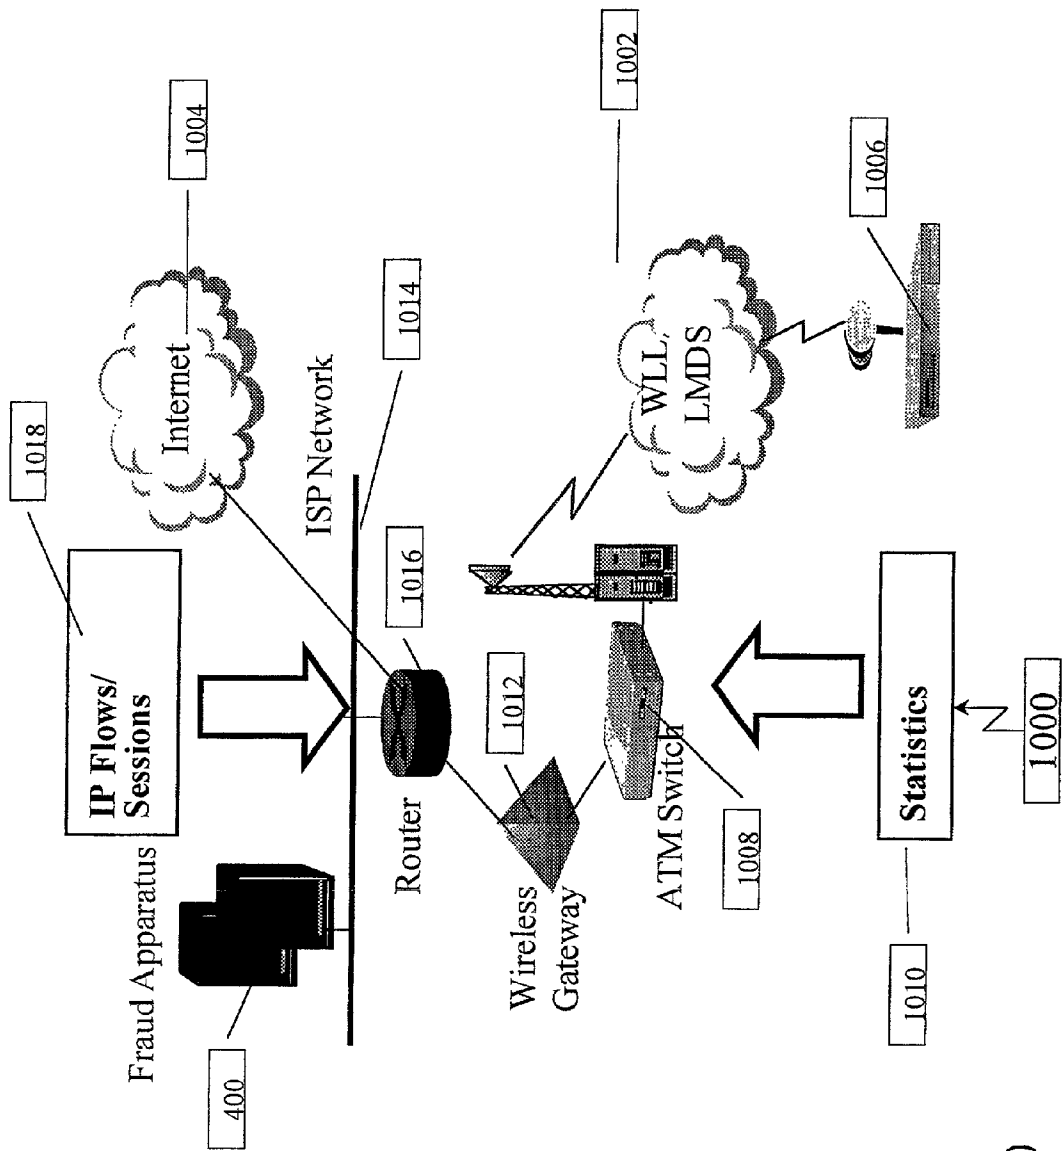 1018
IP Flows/
Sessions
Fraud Apparatus
Internet
1004
400
ISP Network
1014
Router
1016
1012
Wireless
Gateway
1002
WLL,
LMDS
ATM Switch
1008
1006
1010
Statistics
1000